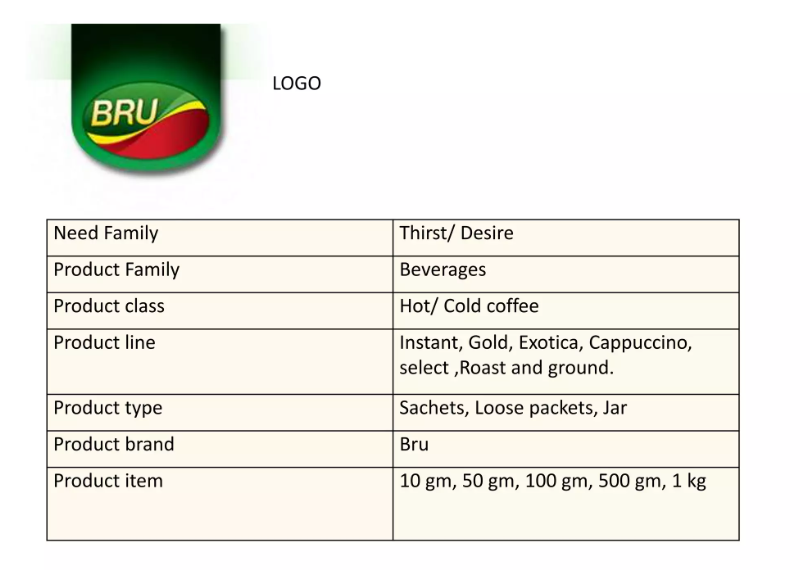 BRU
LOGO
Need Family
Thirst/ Desire
Product Family
Beverages
Product class
Hot/ Cold coffee
Product line
Instant, Gold, Exotica, Cappuccino,
select ,Roast and ground.
Product type
Sachets, Loose packets, Jar
Product brand
Bru
Product item
10 gm, 50 gm, 100 gm, 500 gm, 1 kg